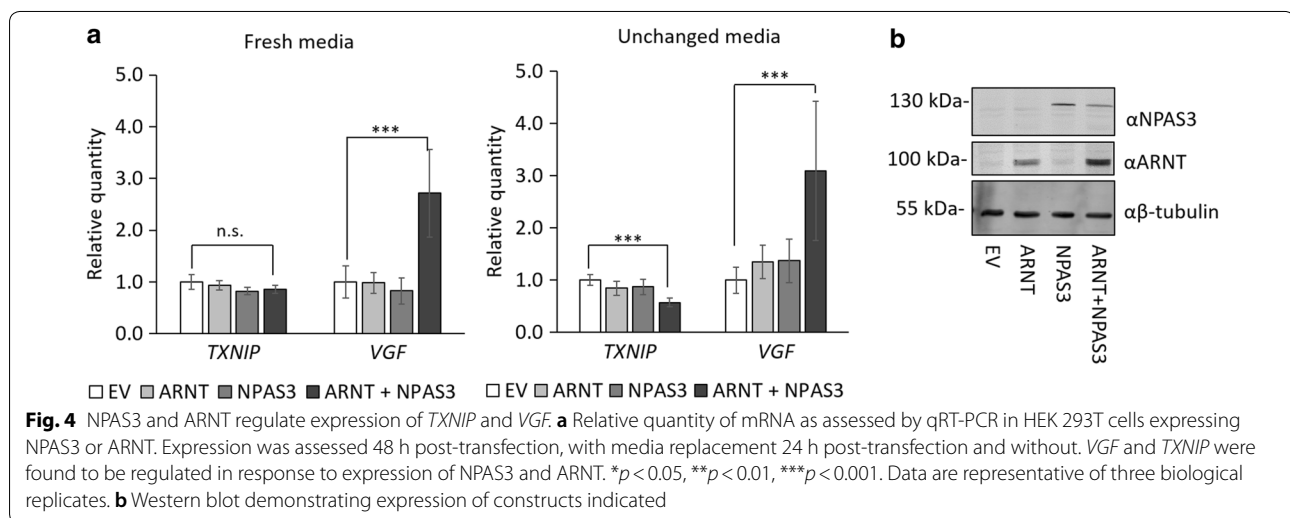 a
Fresh media
Relative quantity
5.0
4.0
3.0
2.0
1.0
0.0
n.s.
***
TXNIP VGF
EV ARNT NPAS3 ARNT + NPAS3
Unchanged media
Relative quantity
5.0
4.0
3.0
2.0
1.0
0.0
***
***
TXNIP VGF
EV ARNT NPAS3 ARNT + NPAS3
b
130 kDa-
αNPAS3
100 kDa-
αARNT
55 kDa-
αβ-tubulin
EV
ARNT
NPAS3
ARNT+NPAS3
Fig. 4 NPAS3 and ARNT regulate expression of TXNIP and VGF. a Relative quantity of mRNA as assessed by qRT-PCR in HEK 293T cells expressing
NPAS3 or ARNT. Expression was assessed 48 h post-transfection, with media replacement 24 h post-transfection and without. VGF and TXNIP were
found to be regulated in response to expression of NPAS3 and ARNT. *p < 0.05, **p < 0.01, ***p < 0.001. Data are representative of three biological
replicates. b Western blot demonstrating expression of constructs indicated